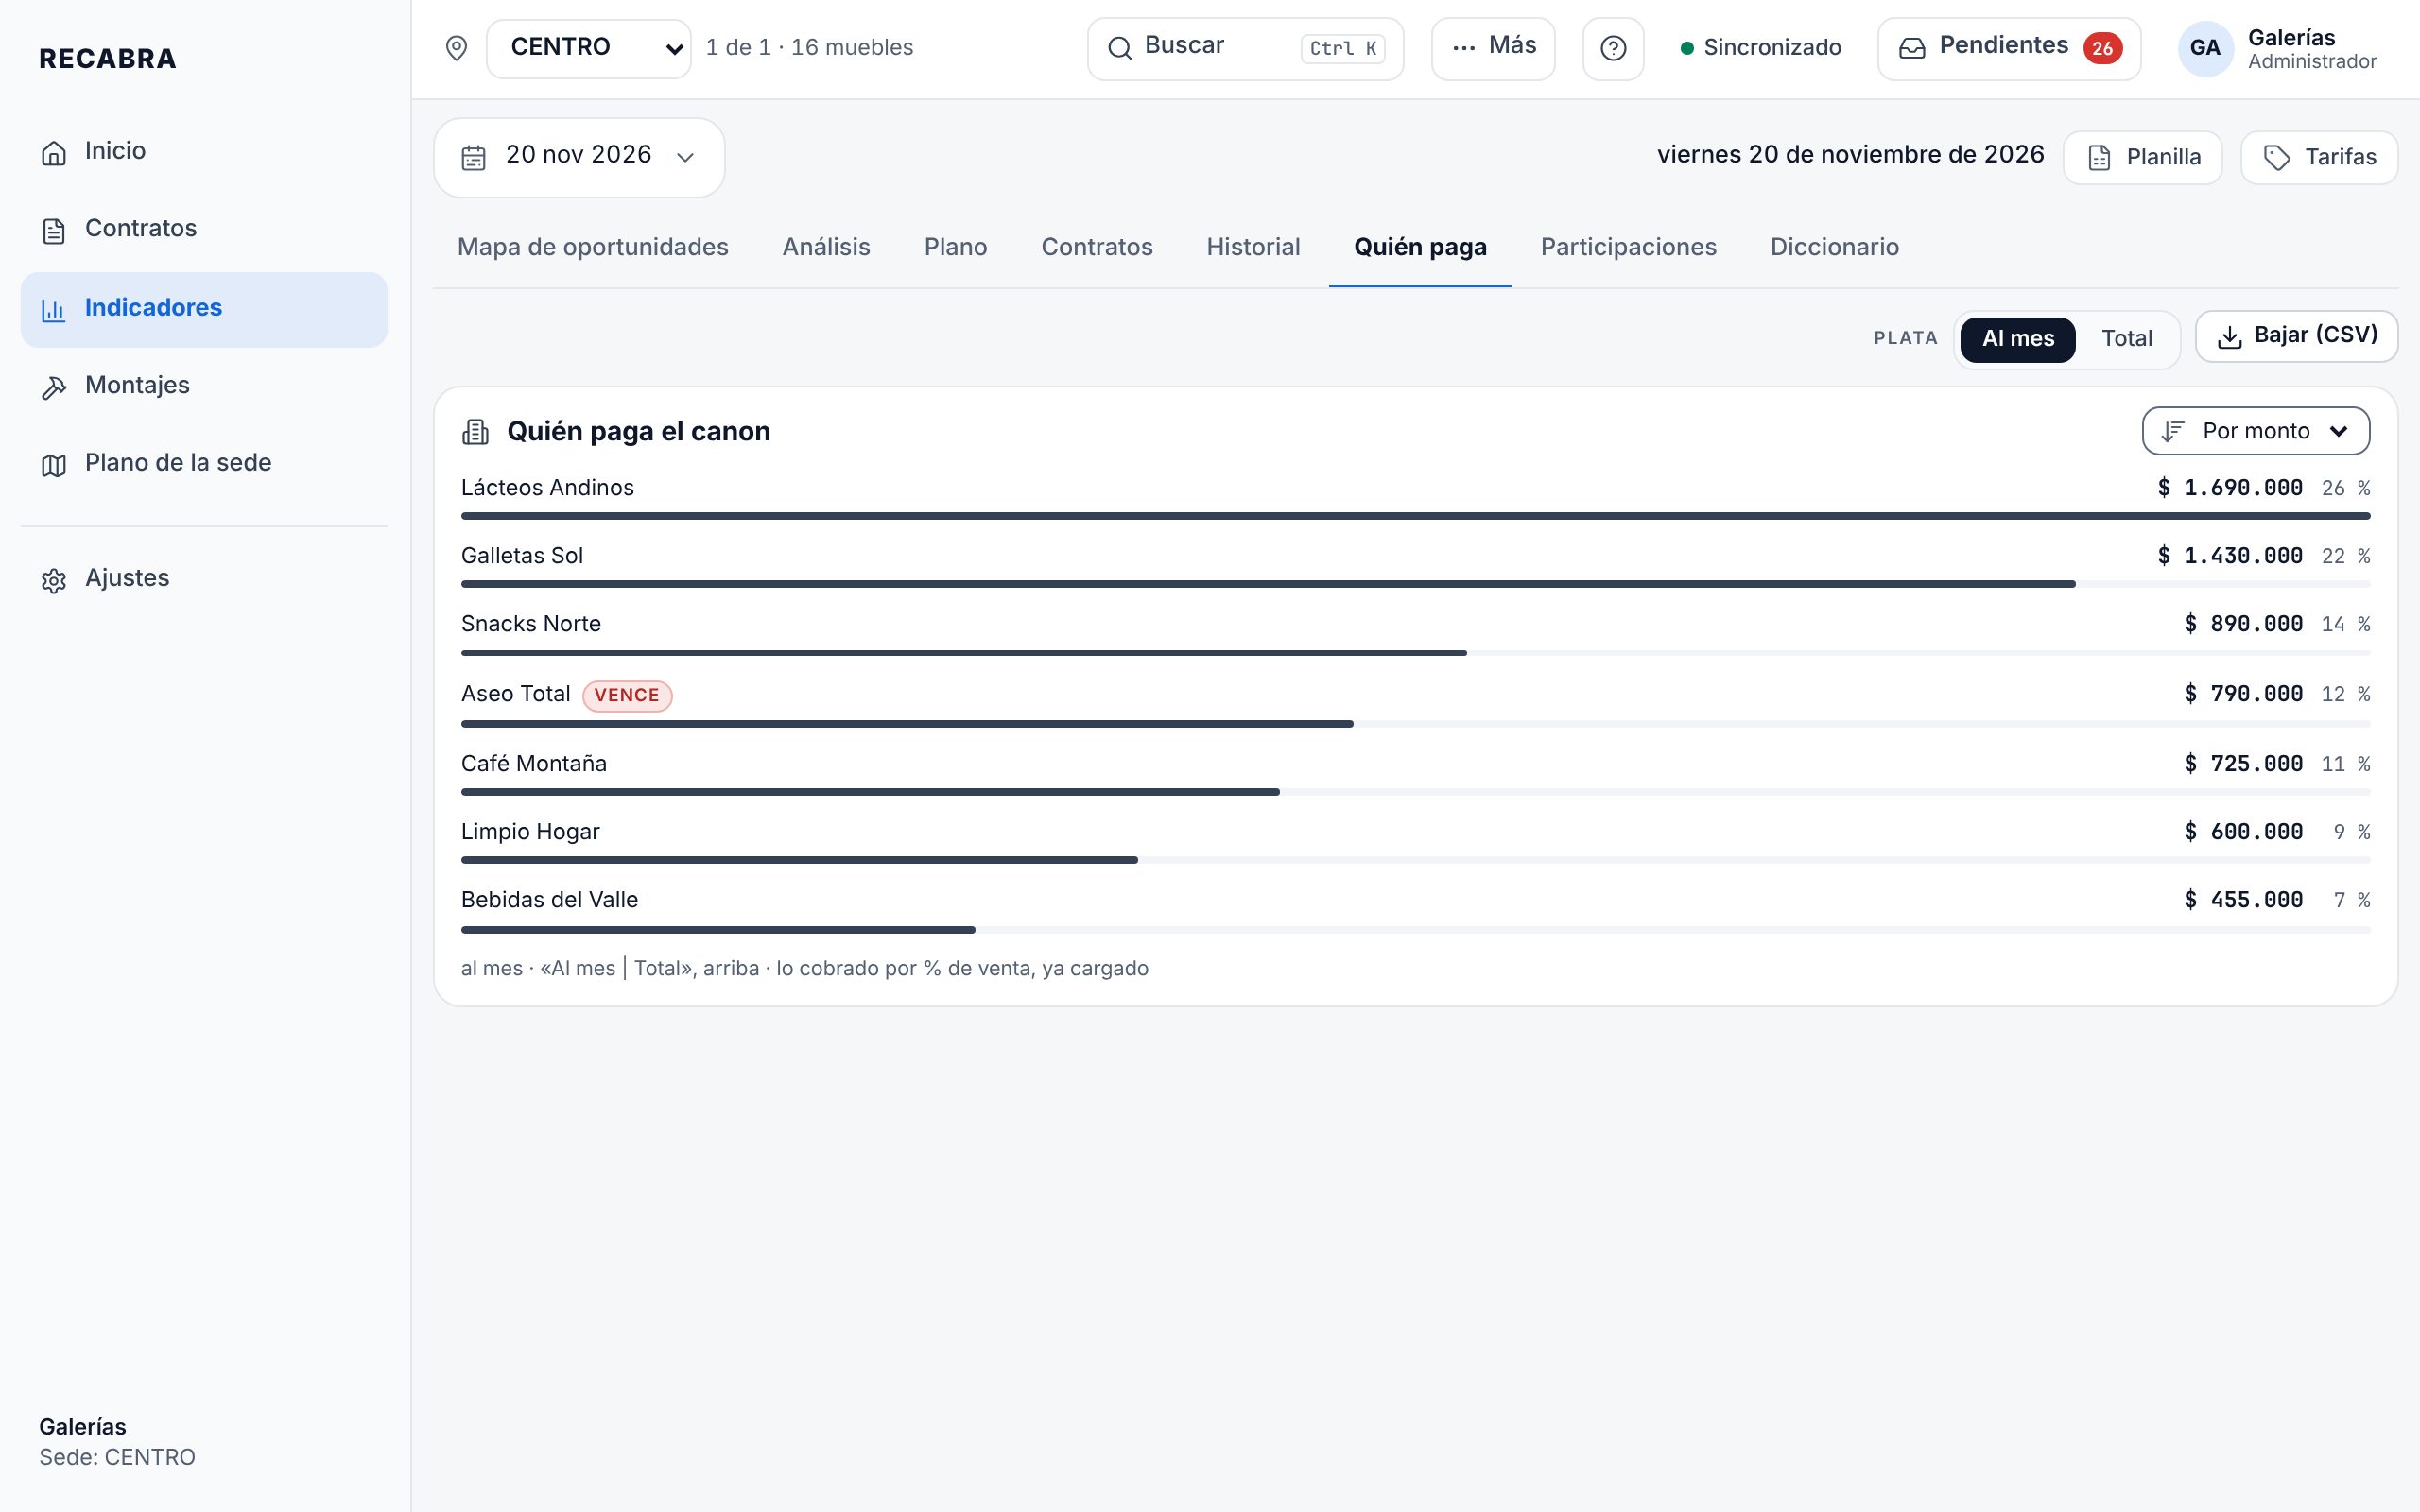 RECABRA
Inicio
Contratos
Indicadores
Montajes
Plano de la sede
Ajustes
Galerías
Sede: CENTRO
CENTRO
1 de 1 · 16 muebles
Buscar
Ctrl K
Más
Sincronizado
Pendientes 26
GA
Galerías
Administrador
20 nov 2026
viernes 20 de noviembre de 2026
Planilla
Tarifas
Mapa de oportunidades
Análisis
Plano
Contratos
Historial
Quién paga
Participaciones
Diccionario
PLATA
Al mes
Total
Bajar (CSV)
Quién paga el canon
Por monto
Lácteos Andinos $ 1.690.000 26 %
Galletas Sol $ 1.430.000 22 %
Snacks Norte $ 890.000 14 %
Aseo Total VENCE $ 790.000 12 %
Café Montaña $ 725.000 11 %
Limpio Hogar $ 600.000 9 %
Bebidas del Valle $ 455.000 7 %
al mes · «Al mes | Total», arriba · lo cobrado por % de venta, ya cargado